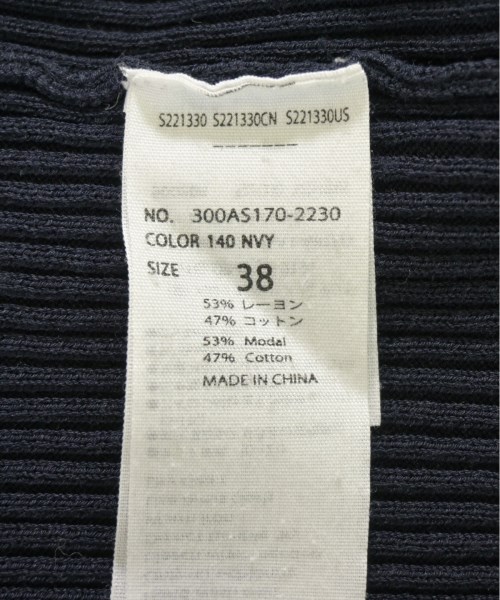 S221330 S221330CN S221330US
-------
NO. 300AS170-2230
COLOR 140 NVY
SIZE 38
53% レーヨン
47% コットン
53% Modal
47% Cotton
MADE IN CHINA